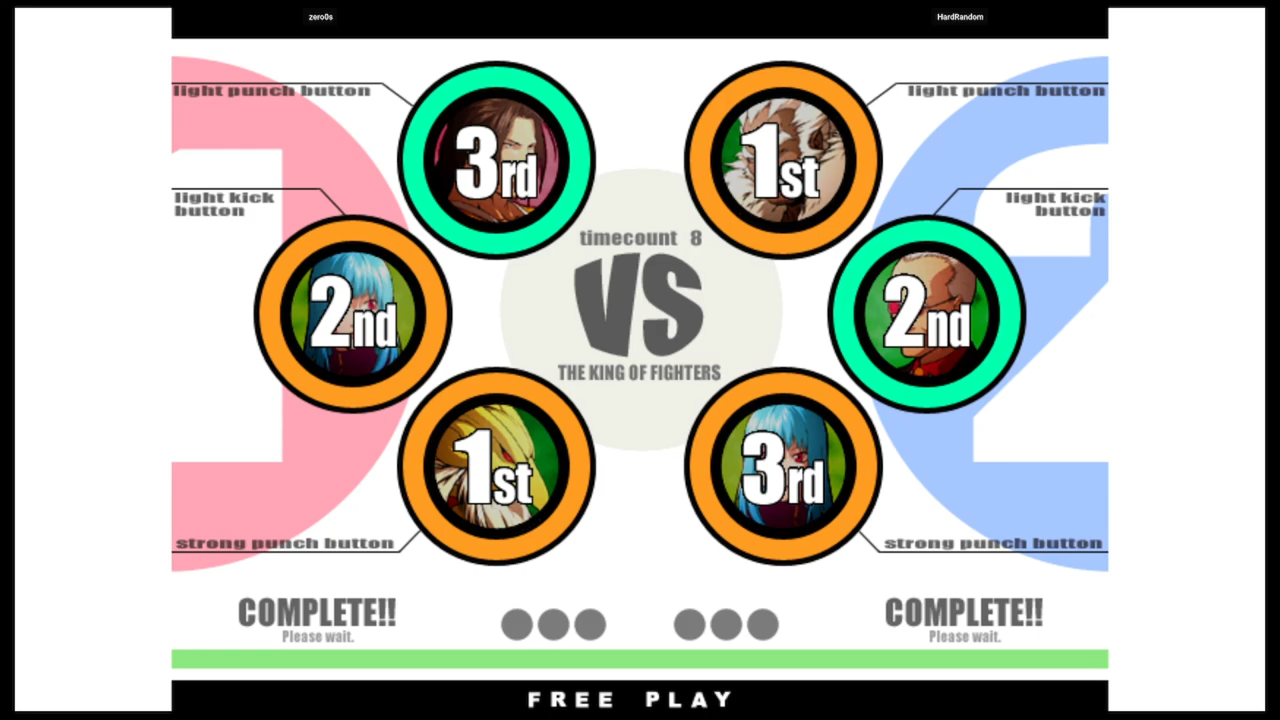 zero0s
HardRandom
light punch button
light punch button
3rd
1st
light kick
button
light kick
button
timecount 8
2nd
VS
2nd
THE KING OF FIGHTERS
1st
3rd
strong punch button
strong punch button
COMPLETE!!
Please wait.
COMPLETE!!
Please wait.
FREE PLAY